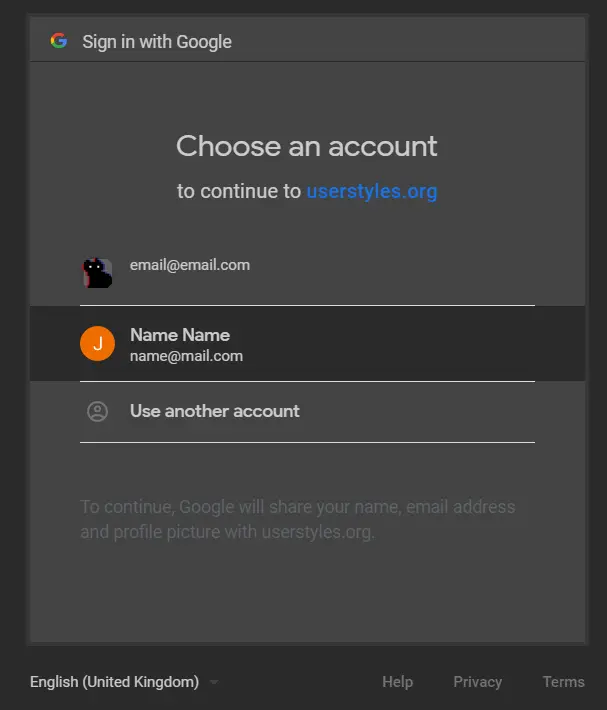 Sign in with Google
Choose an account
to continue to userstyles.org
email@email.com
J
Name Name
name@mail.com
Use another account
To continue, Google will share your name, email address
and profile picture with userstyles.org.
English (United Kingdom) Help Privacy Terms